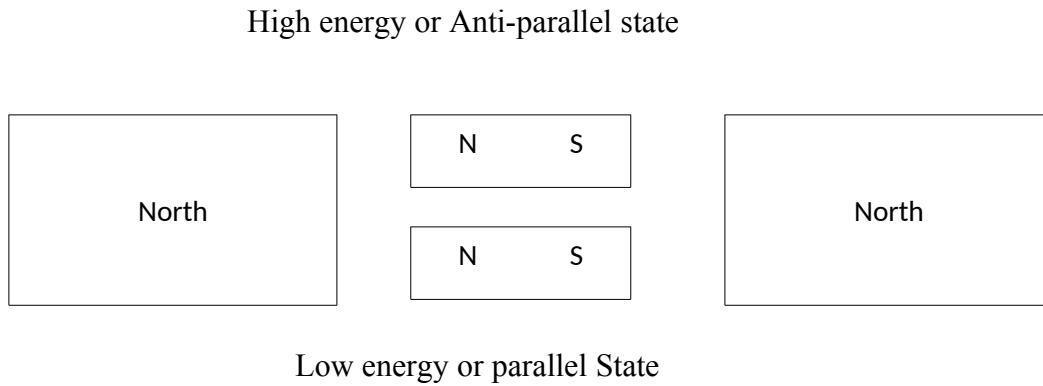 High energy or Anti-parallel state
N S
North North
N S
Low energy or parallel State